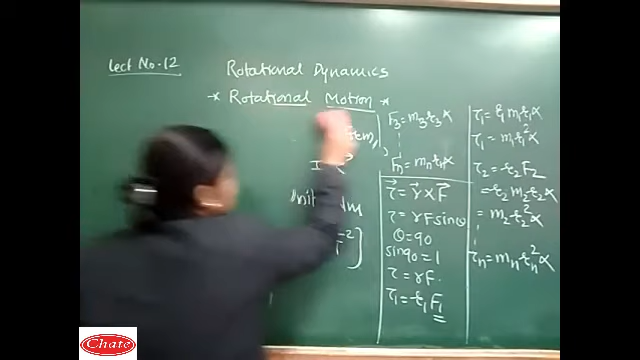 Lect No.12
Rotational Dynamics
* Rotational Motion *
F₃=m₃r₃α
Fₙ=mₙrₙα
τ⃗ = r⃗ × F⃗
τ = rFsinθ
θ=90
sin90=1
τ = rF.
τ₁=r₁F₁
τ₁=r₁m₁r₁α
τ₁=m₁r₁²α
τ₂=r₂F₂
=r₂m₂r₂α
=m₂r₂²α
τₙ=mₙrₙ²α
Chate